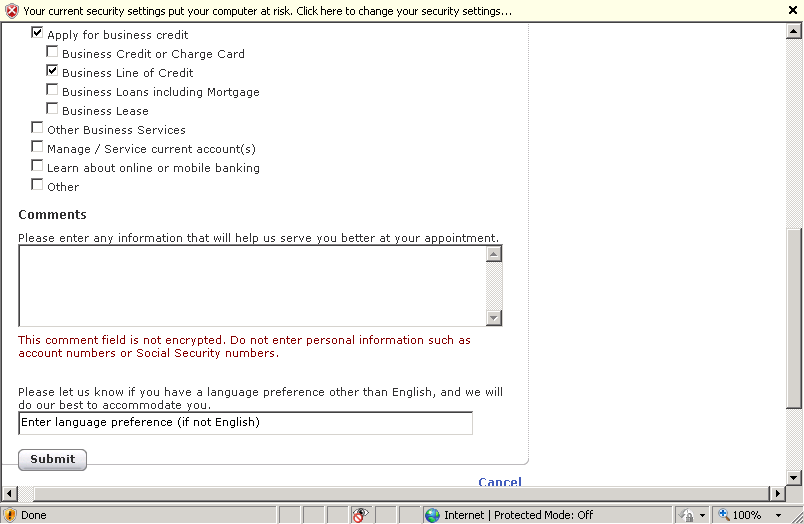 Your current security settings put your computer at risk. Click here to change your security settings...
Apply for business credit
Business Credit or Charge Card
Business Line of Credit
Business Loans including Mortgage
Business Lease
Other Business Services
Manage / Service current account(s)
Learn about online or mobile banking
Other
Comments
Please enter any information that will help us serve you better at your appointment.
This comment field is not encrypted. Do not enter personal information such as
account numbers or Social Security numbers.
Please let us know if you have a language preference other than English, and we will
do our best to accommodate you.
Enter language preference (if not English)
Submit
Cancel
Done
Internet | Protected Mode: Off
100%